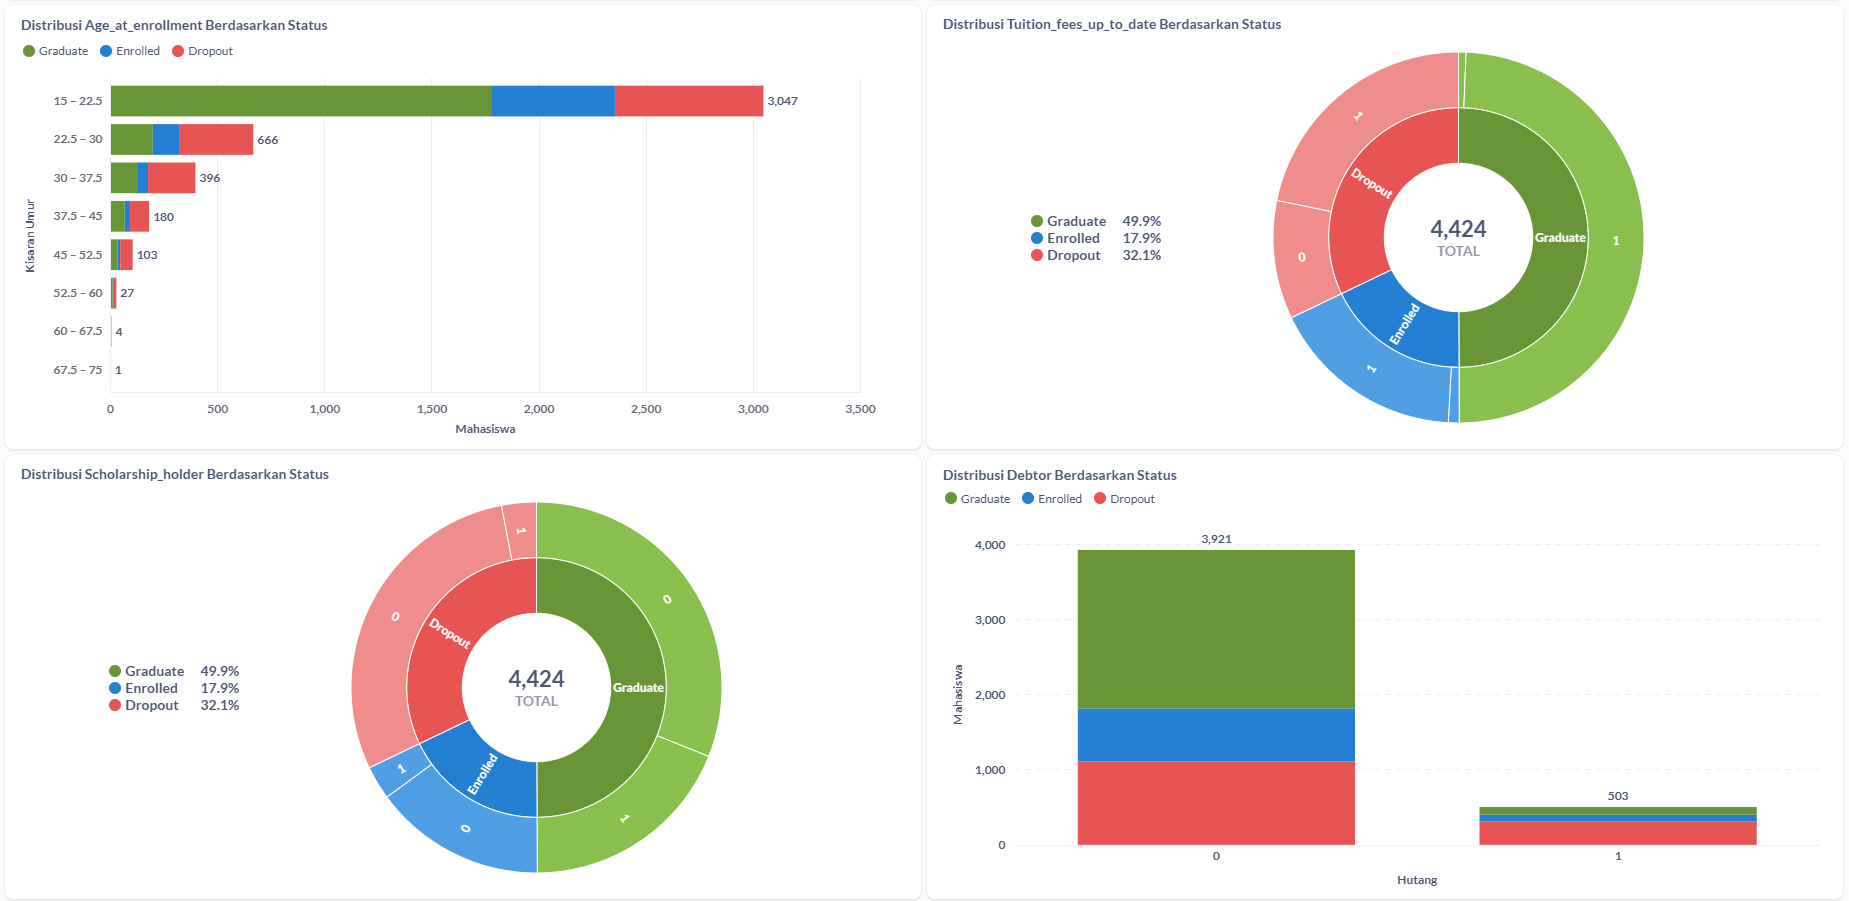 Distribusi Age_at_enrollment Berdasarkan Status
Graduate Enrolled Dropout
Kisaran Umur
15 – 22.5 3,047
22.5 – 30 666
30 – 37.5 396
37.5 – 45 180
45 – 52.5 103
52.5 – 60 27
60 – 67.5 4
67.5 – 75 1
0 500 1,000 1,500 2,000 2,500 3,000 3,500
Mahasiswa
Distribusi Tuition_fees_up_to_date Berdasarkan Status
Graduate 49.9%
Enrolled 17.9%
Dropout 32.1%
4,424
TOTAL
Graduate
Enrolled
Dropout
1
1
0
1
Distribusi Scholarship_holder Berdasarkan Status
Graduate 49.9%
Enrolled 17.9%
Dropout 32.1%
4,424
TOTAL
Graduate
Enrolled
Dropout
0
1
0
1
0
1
Distribusi Debtor Berdasarkan Status
Graduate Enrolled Dropout
Mahasiswa
4,000
3,000
2,000
1,000
0
3,921
503
0 1
Hutang